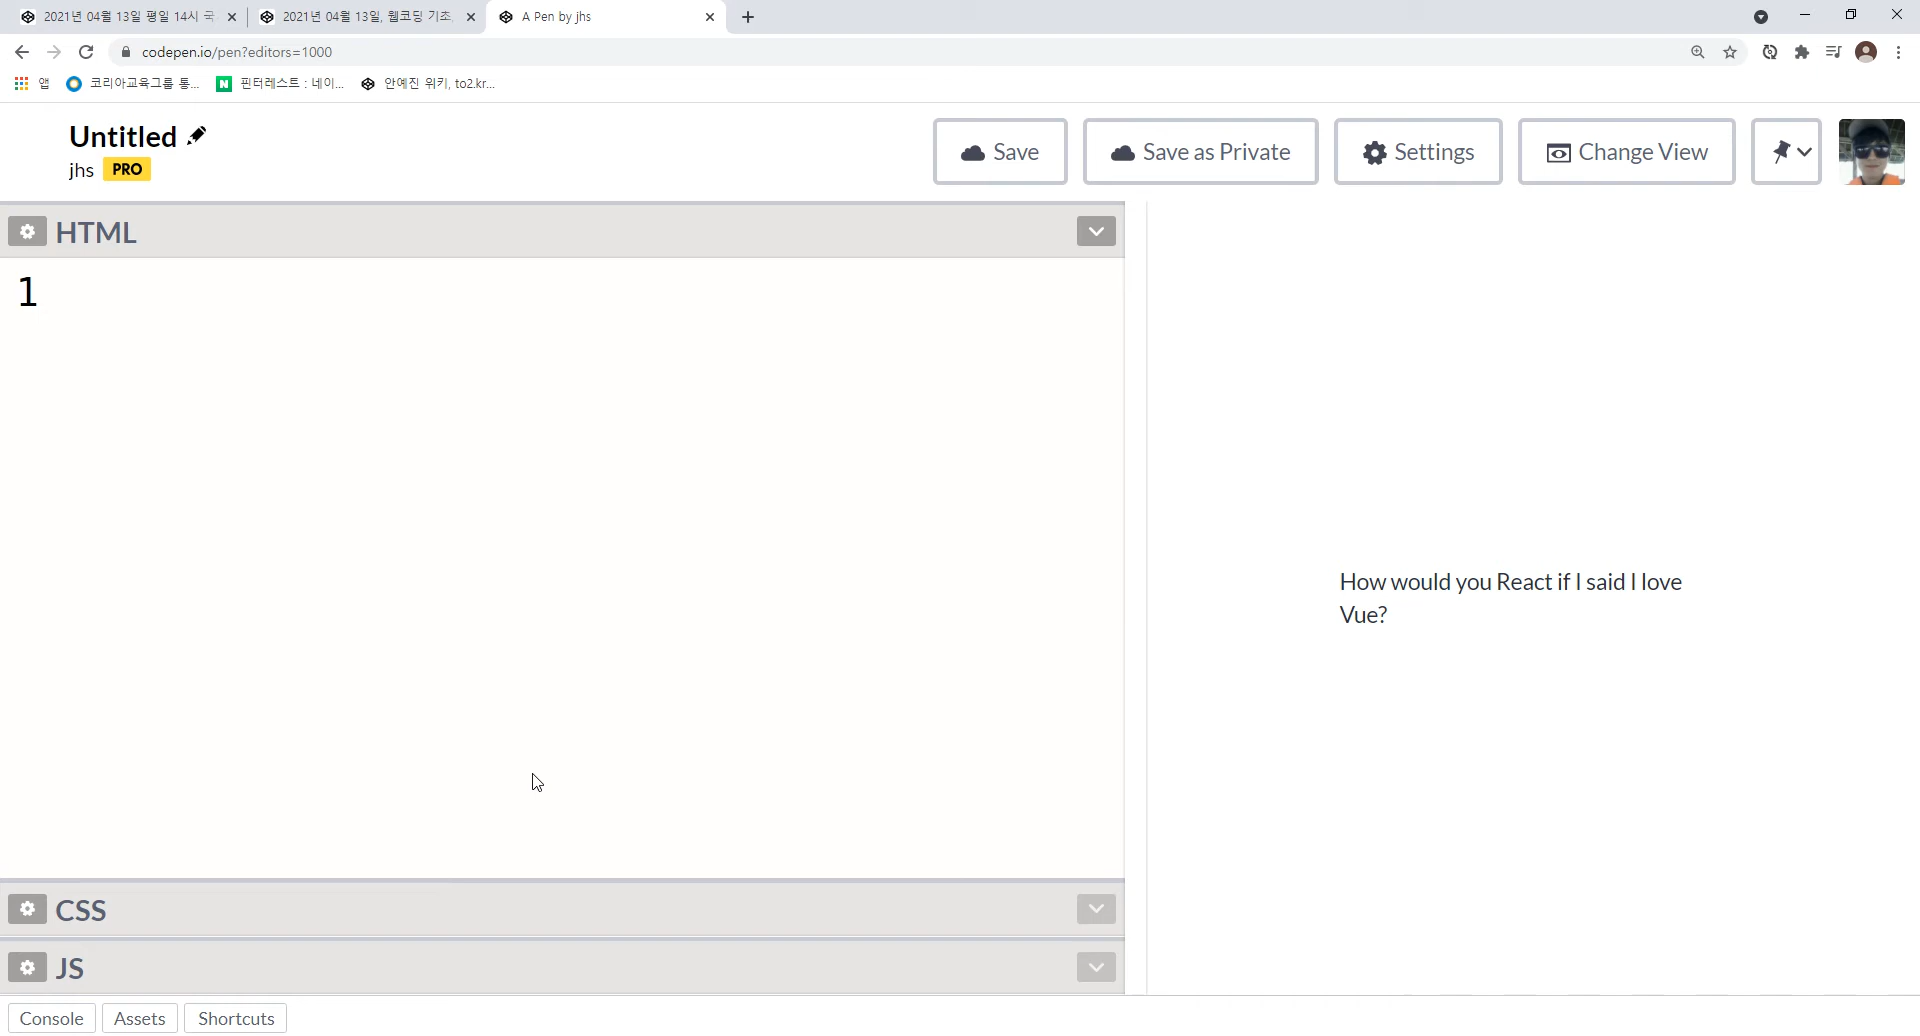 2021년 04월 13일 평일 14시 국
2021년 04월 13일, 웹코딩 기초,
A Pen by jhs
codepen.io/pen?editors=1000
앱
코리아교육그룹 통...
N
핀터레스트 : 네이...
안예진 위키, to2.kr...
Untitled
jhs PRO
Save
Save as Private
Settings
Change View
HTML
1
How would you React if I said I love
Vue?
CSS
JS
Console
Assets
Shortcuts